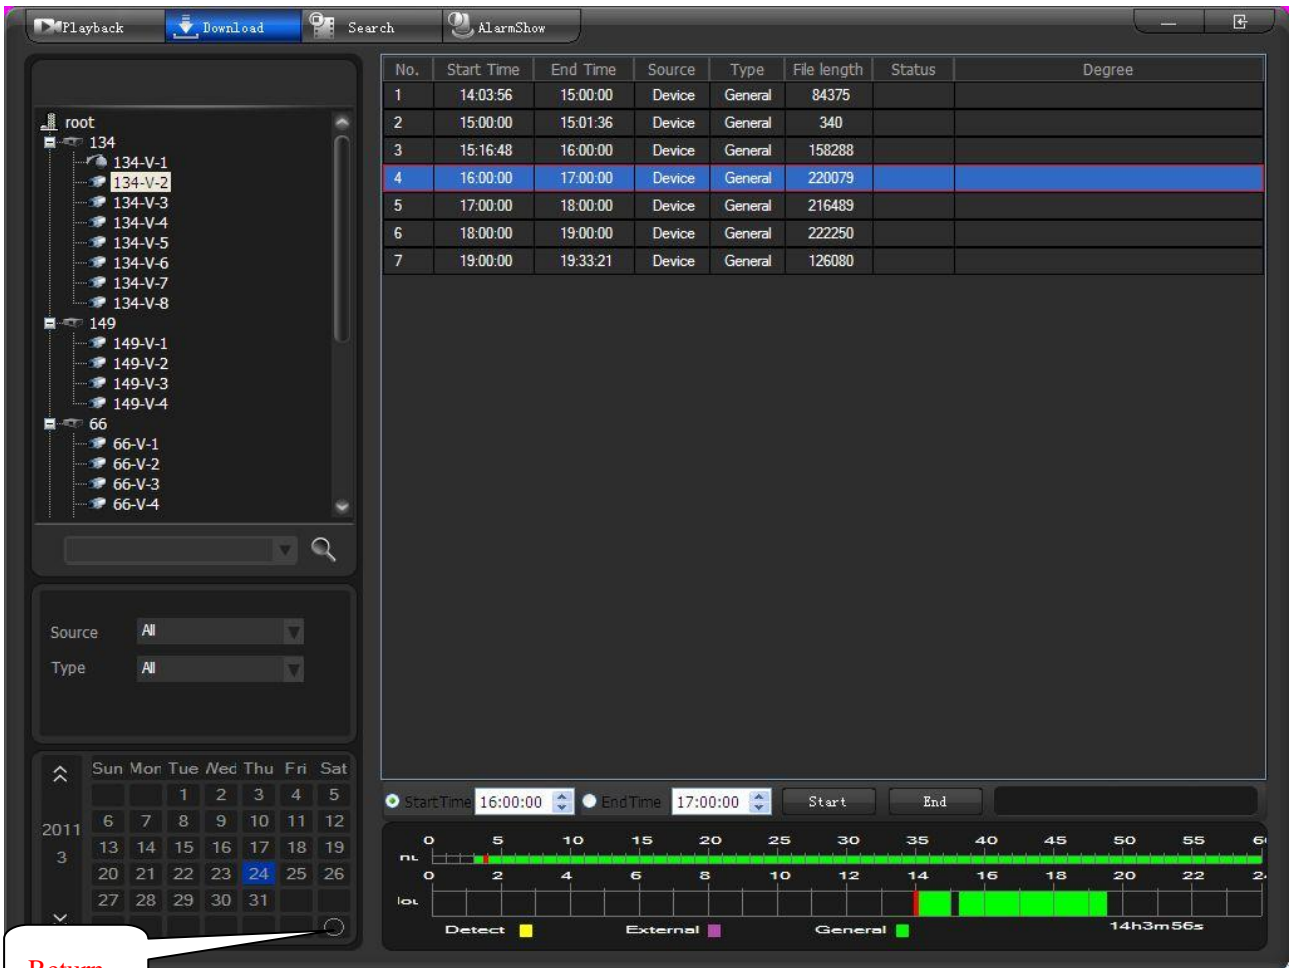 Playback Download Search AlarmShow
No. Start Time End Time Source Type File length Status Degree
1 14:03:56 15:00:00 Device General 84375
2 15:00:00 15:01:36 Device General 340
3 15:16:48 16:00:00 Device General 158288
4 16:00:00 17:00:00 Device General 220079
5 17:00:00 18:00:00 Device General 216489
6 18:00:00 19:00:00 Device General 222250
7 19:00:00 19:33:21 Device General 126080
root
134
134-V-1
134-V-2
134-V-3
134-V-4
134-V-5
134-V-6
134-V-7
134-V-8
149
149-V-1
149-V-2
149-V-3
149-V-4
66
66-V-1
66-V-2
66-V-3
66-V-4
Source All
Type All
2011
3
Sun Mon Tue Wed Thu Fri Sat
1 2 3 4 5
6 7 8 9 10 11 12
13 14 15 16 17 18 19
20 21 22 23 24 25 26
27 28 29 30 31
StartTime 16:00:00 EndTime 17:00:00 Start End
0 5 10 15 20 25 30 35 40 45 50 55 6
0 2 4 6 8 10 12 14 16 18 20 22 2
Detect External General 14h3m56s
Return